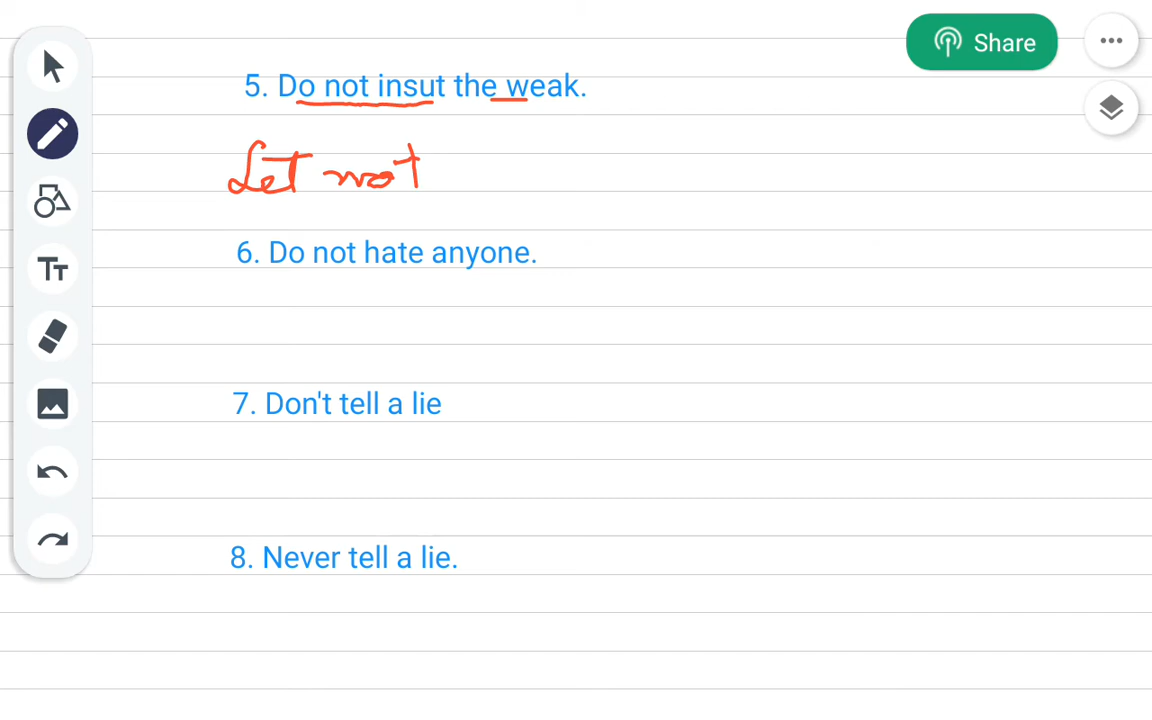 Share
5. Do not insut the weak.
Let not
6. Do not hate anyone.
TT
7. Don't tell a lie
8. Never tell a lie.